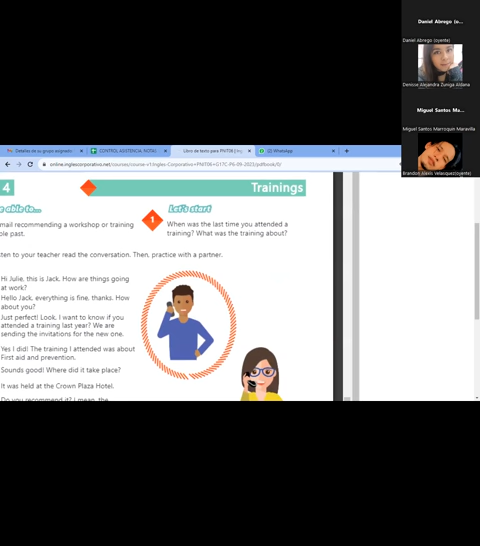 Daniel Abrego (o...
Daniel Abrego (oyente)
Denisse Alejandra Zuniga Aldana
Miguel Santos Ma...
Miguel Santos Marroquin Maravilla
Brandon Alexis Velasquez(oyente)
Detalles de su grupo asignado
CONTROL ASISTENCIA, NOTAS
Libro de texto para PNIT06 | Ing
(2) WhatsApp
online.inglescorporativo.net/courses/course-v1:Ingles-Corporativo+PNIT06+G17C-P6-09-2023/pdfbook/0/
4
Trainings
e able to...
mail recommending a workshop or training
ple past.
Let's start
1
When was the last time you attended a
training? What was the training about?
sten to your teacher read the conversation. Then, practice with a partner.
Hi Julie, this is Jack. How are things going
at work?
Hello Jack, everything is fine, thanks. How
about you?
Just perfect! Look, I want to know if you
attended a training last year? We are
sending the invitations for the new one.
Yes I did! The training I attended was about
First aid and prevention.
Sounds good! Where did it take place?
It was held at the Crown Plaza Hotel.
Do you recommend it? I mean, the